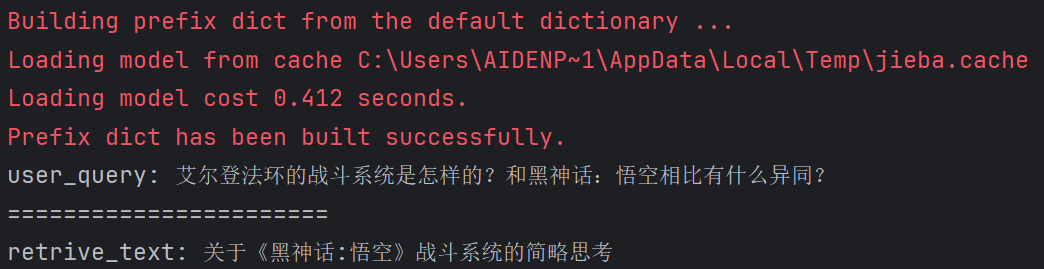 Building prefix dict from the default dictionary ...
Loading model from cache C:\Users\AIDENP~1\AppData\Local\Temp\jieba.cache
Loading model cost 0.412 seconds.
Prefix dict has been built successfully.
user_query: 艾尔登法环的战斗系统是怎样的？和黑神话：悟空相比有什么异同？
=======================
retrive_text: 关于《黑神话:悟空》战斗系统的简略思考